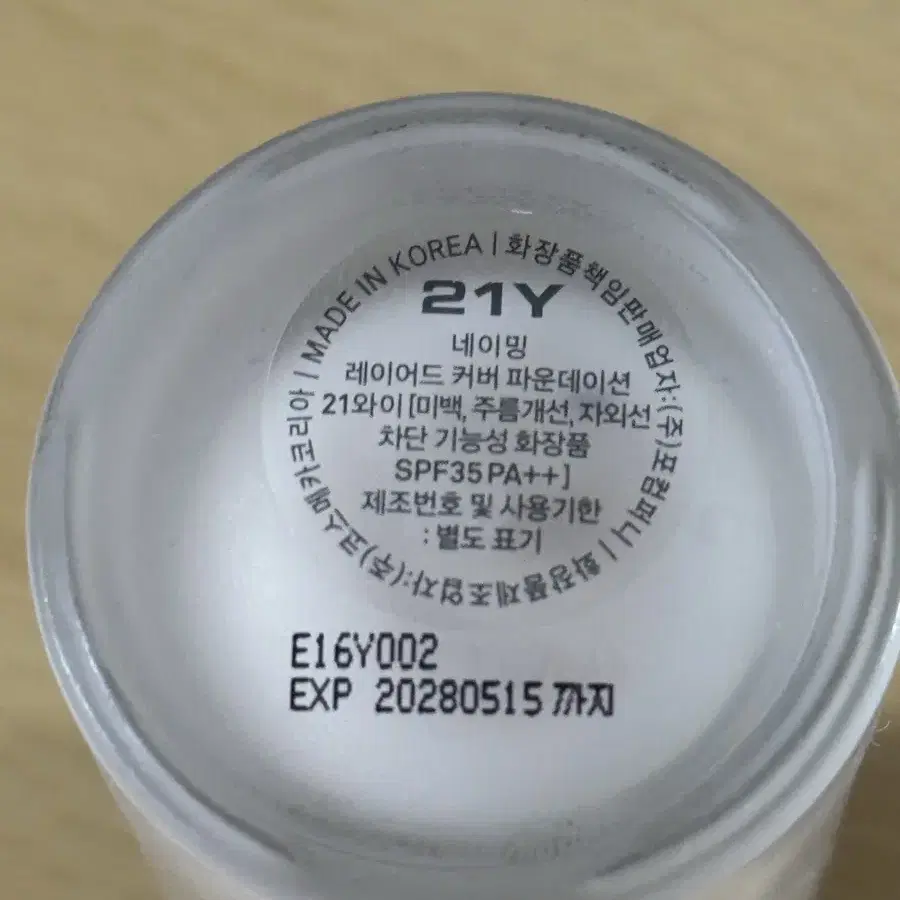 MADE IN KOREA | 화장품책임판매업자:(주)포컴퍼니 | 화장품제조업자:(주)코스메카코리아 /
21Y
네이밍
레이어드 커버 파운데이션
21와이 [미백, 주름개선, 자외선
차단 기능성 화장품
SPF35 PA++]
제조번호 및 사용기한
: 별도 표기
E16Y002
EXP 20280515 까지